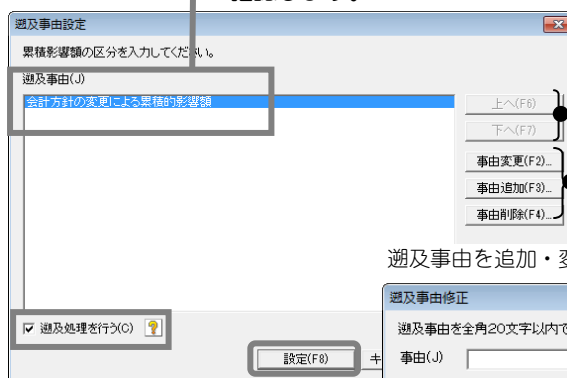 遡及事由設定
累積影響額の区分を入力してください。
遡及事由(J)
会計方針の変更による累積的影響額
上へ(F6)
下へ(F7)
事由変更(F2)...
事由追加(F3)...
事由削除(F4)...
遡及事由を追加・変
遡及事由修正
遡及処理を行う(C)
遡及事由を全角20文字以内で
設定(F8)
キ
事由(J)